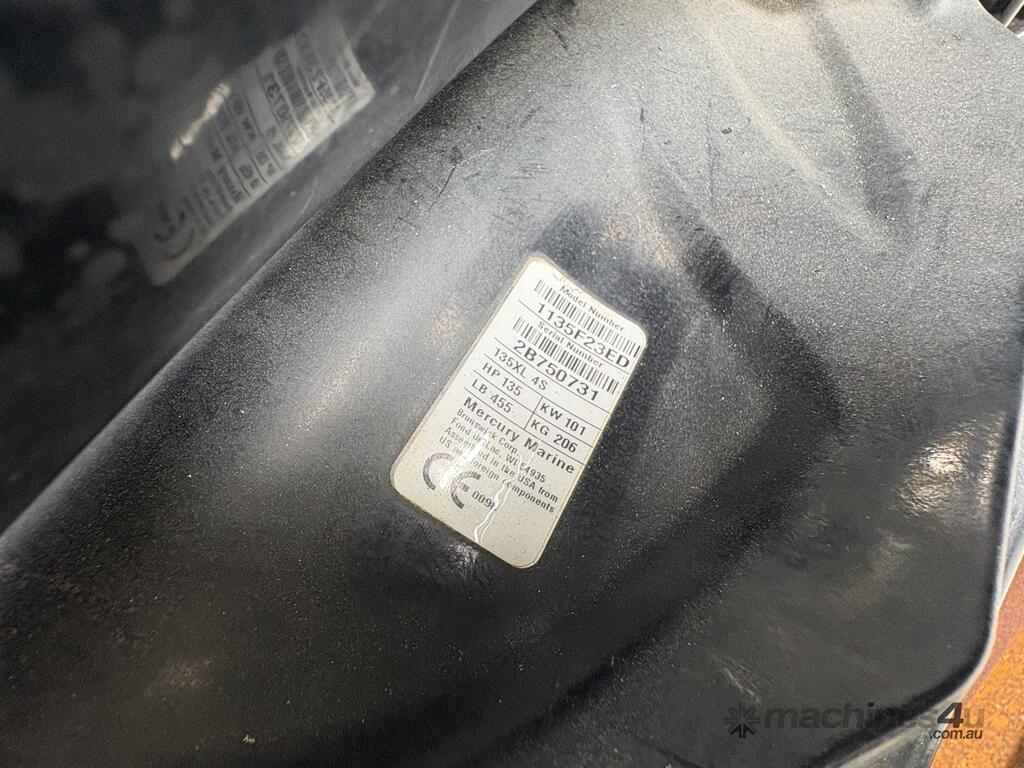 Model Number
1135F23ED
Serial Number
2B750731
135XL 4S
HP 135 KW 101
LB 455 KG 206
Mercury Marine
Brunswick Corp.
Fond du Lac, WI 54935
Assembled in the USA from
US and foreign components
CE
machines4u
.com.au